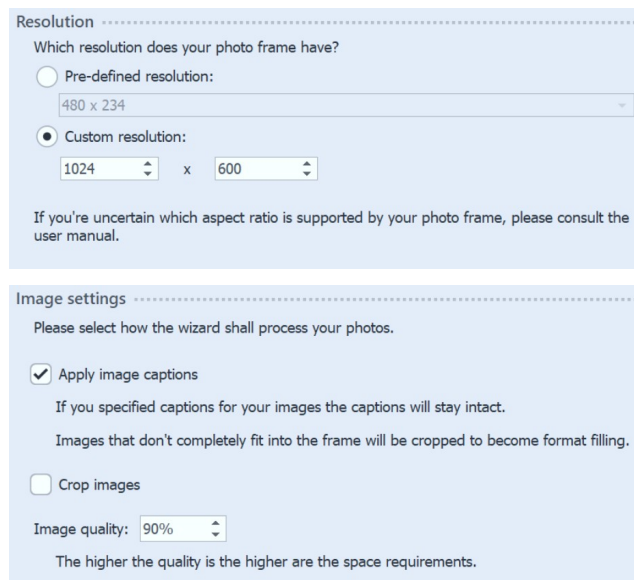 Resolution
Which resolution does your photo frame have?
Pre-defined resolution:
480 x 234
Custom resolution:
1024 x 600
If you're uncertain which aspect ratio is supported by your photo frame, please consult the
user manual.
Image settings
Please select how the wizard shall process your photos.
Apply image captions
If you specified captions for your images the captions will stay intact.
Images that don't completely fit into the frame will be cropped to become format filling.
Crop images
Image quality: 90%
The higher the quality is the higher are the space requirements.